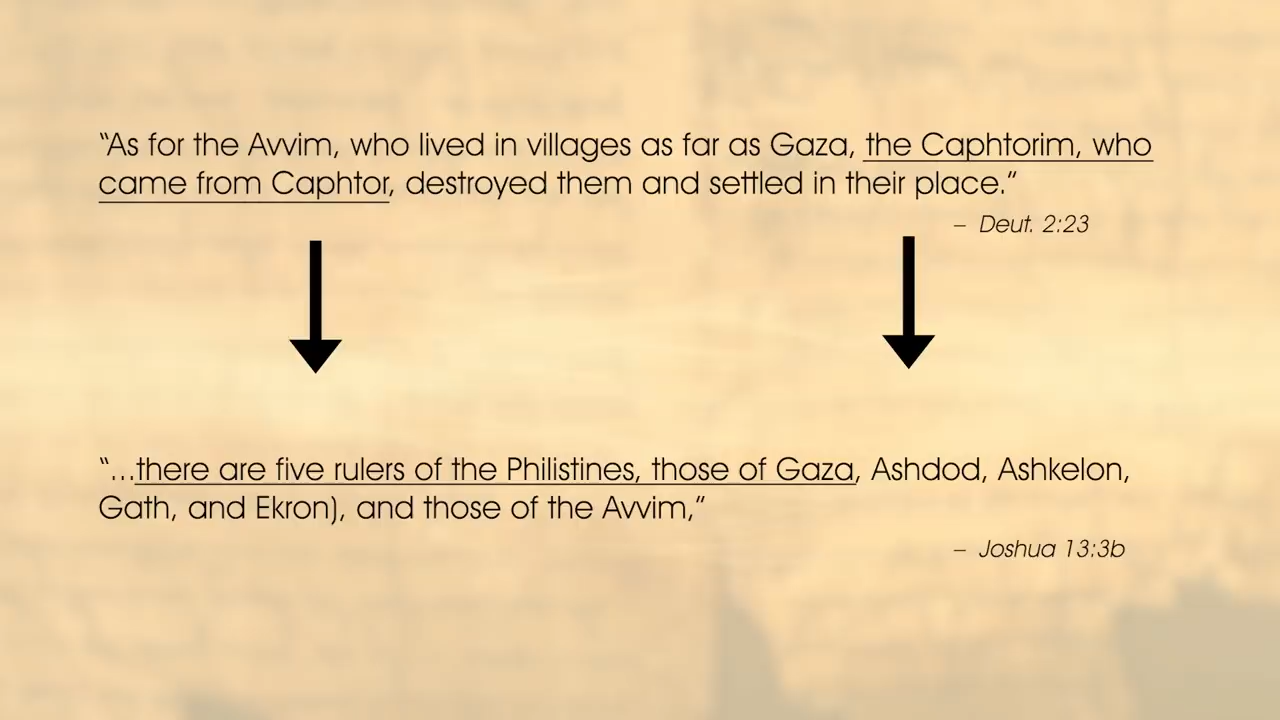 “As for the Avvim, who lived in villages as far as Gaza, the Caphtorim, who
came from Caphtor, destroyed them and settled in their place.”
– Deut. 2:23
“...there are five rulers of the Philistines, those of Gaza, Ashdod, Ashkelon,
Gath, and Ekron), and those of the Avvim,”
– Joshua 13:3b